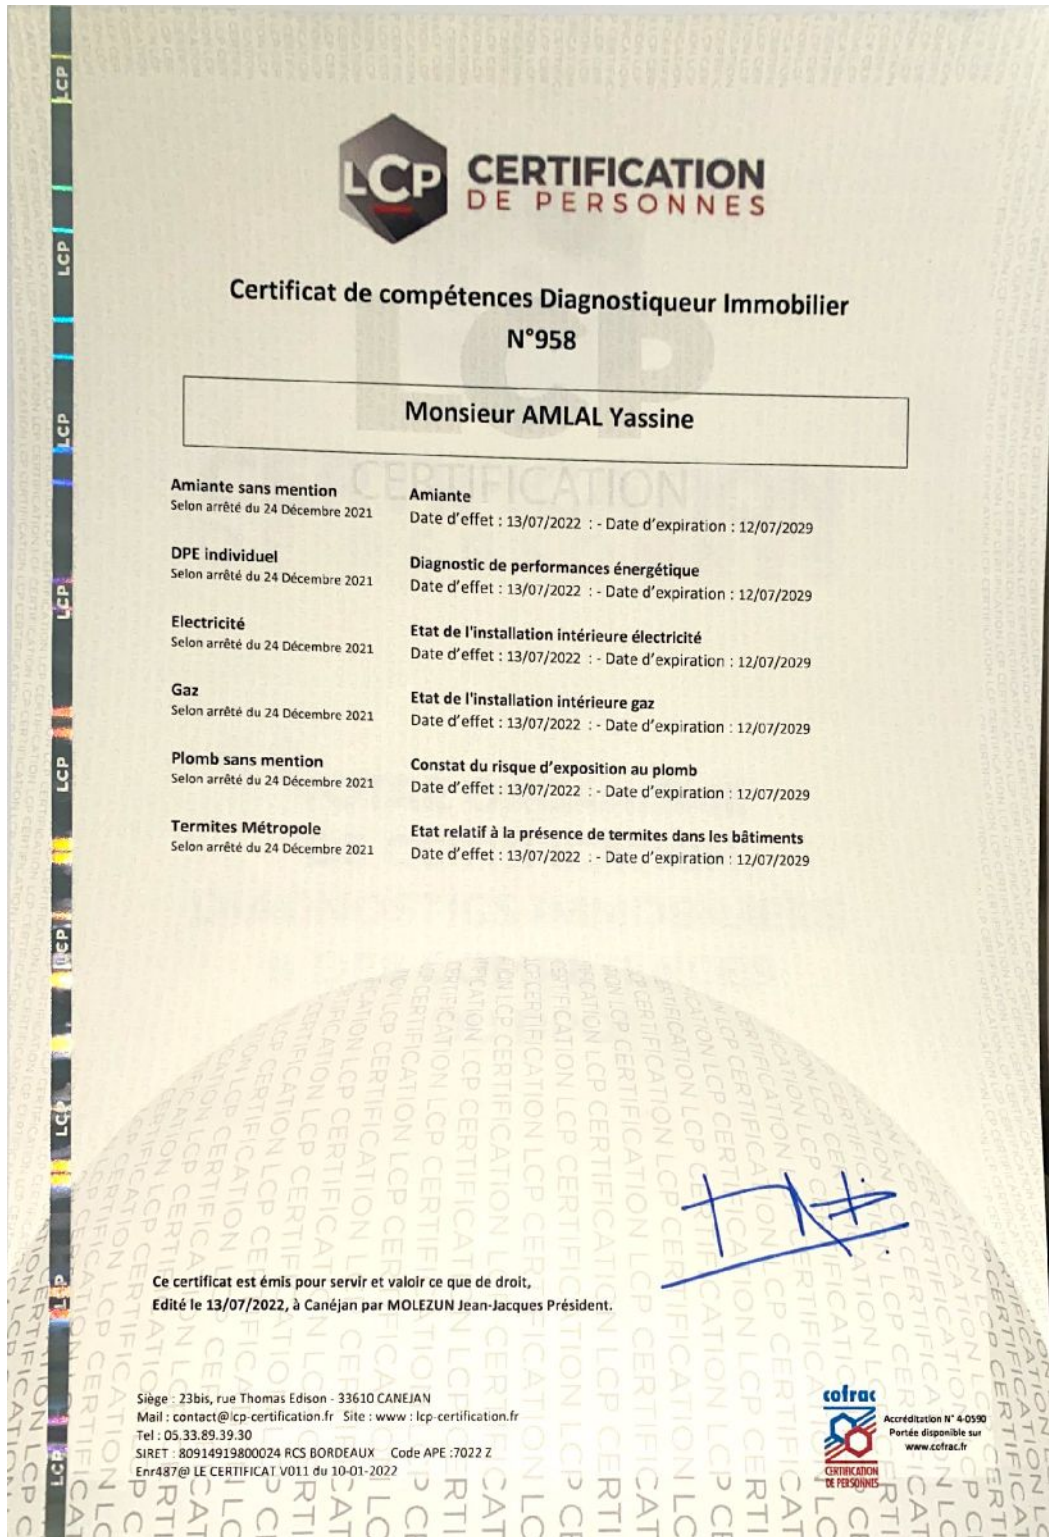 LCP CERTIFICATION
DE PERSONNES
Certificat de compétences Diagnostiqueur Immobilier
N°958
Monsieur AMLAL Yassine
Amiante sans mention
Selon arrêté du 24 Décembre 2021
Amiante
Date d'effet : 13/07/2022 : - Date d'expiration : 12/07/2029
DPE individuel
Selon arrêté du 24 Décembre 2021
Diagnostic de performances énergétique
Date d'effet : 13/07/2022 : - Date d'expiration : 12/07/2029
Electricité
Selon arrêté du 24 Décembre 2021
Etat de l'installation intérieure électricité
Date d'effet : 13/07/2022 : - Date d'expiration : 12/07/2029
Gaz
Selon arrêté du 24 Décembre 2021
Etat de l'installation intérieure gaz
Date d'effet : 13/07/2022 : - Date d'expiration : 12/07/2029
Plomb sans mention
Selon arrêté du 24 Décembre 2021
Constat du risque d'exposition au plomb
Date d'effet : 13/07/2022 : - Date d'expiration : 12/07/2029
Termites Métropole
Selon arrêté du 24 Décembre 2021
Etat relatif à la présence de termites dans les bâtiments
Date d'effet : 13/07/2022 : - Date d'expiration : 12/07/2029
Ce certificat est émis pour servir et valoir ce que de droit,
Edité le 13/07/2022, à Canéjan par MOLEZUN Jean-Jacques Président.
Siège : 23bis, rue Thomas Edison - 33610 CANEJAN
Mail : contact@lcp-certification.fr Site : www : lcp-certification.fr
Tel : 05.33.89.39.30
SIRET : 80914919800024 RCS BORDEAUX Code APE :7022 Z
Enr487@ LE CERTIFICAT V011 du 10-01-2022
cofrac
CERTIFICATION
DE PERSONNES
Accréditation N° 4-0590
Portée disponible sur
www.cofrac.fr